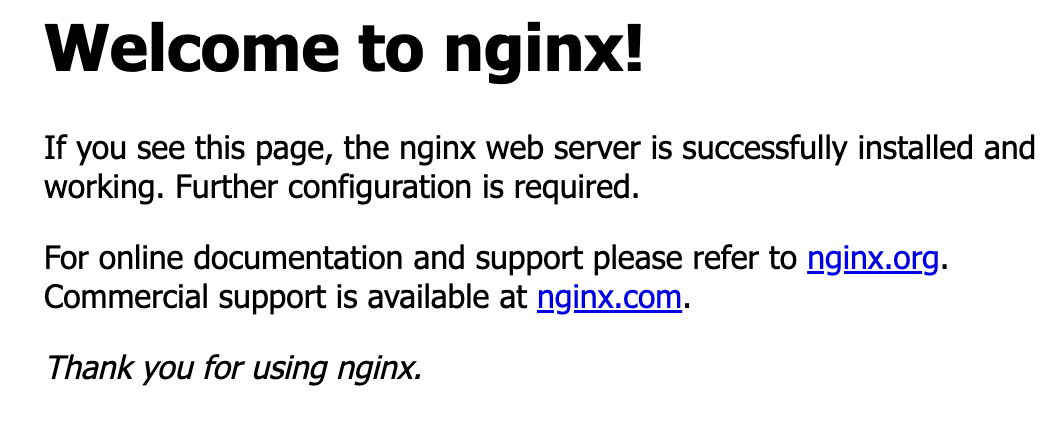 Welcome to nginx!
If you see this page, the nginx web server is successfully installed and
working. Further configuration is required.
For online documentation and support please refer to nginx.org.
Commercial support is available at nginx.com.
Thank you for using nginx.